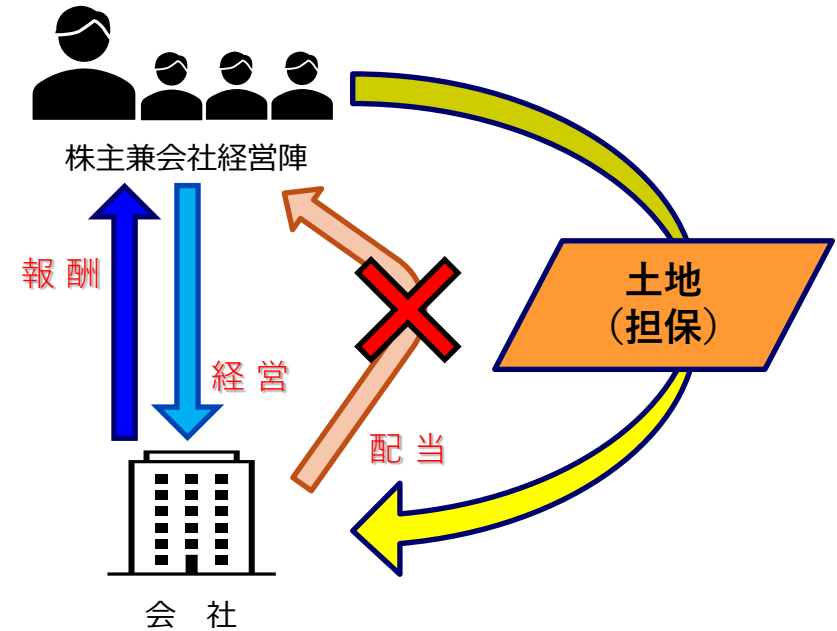 株主兼会社経営陣
報 酬
経 営
土地
（担保）
配 当
会　社